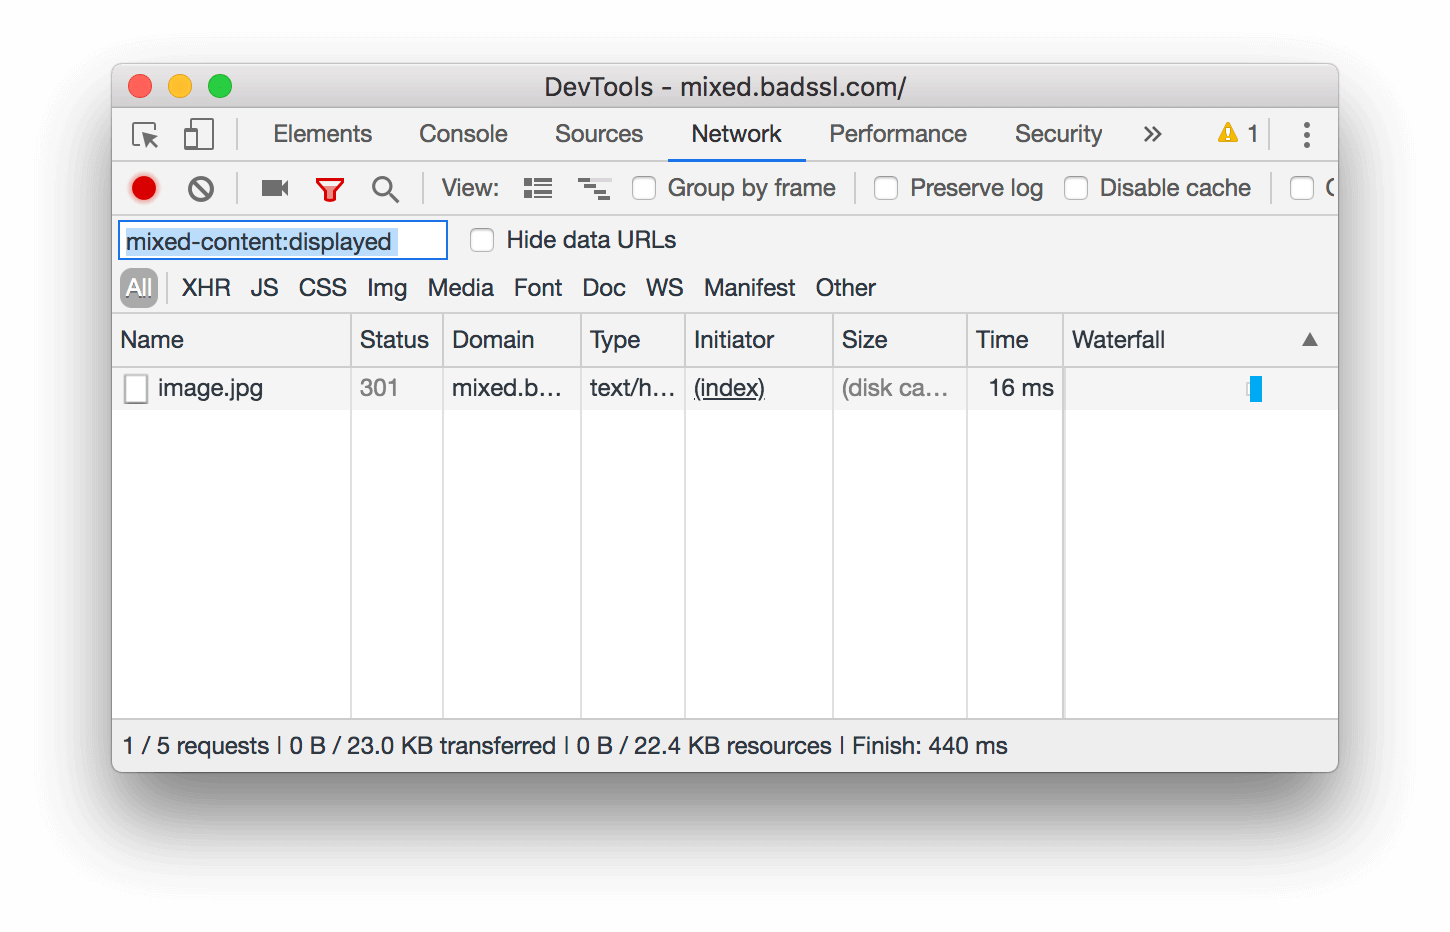 DevTools - mixed.badssl.com/
Elements Console Sources Network Performance Security » 1
View: Group by frame Preserve log Disable cache
mixed-content:displayed Hide data URLs
All XHR JS CSS Img Media Font Doc WS Manifest Other
Name Status Domain Type Initiator Size Time Waterfall ▲
image.jpg 301 mixed.b... text/h... (index) (disk ca... 16 ms
1 / 5 requests | 0 B / 23.0 KB transferred | 0 B / 22.4 KB resources | Finish: 440 ms